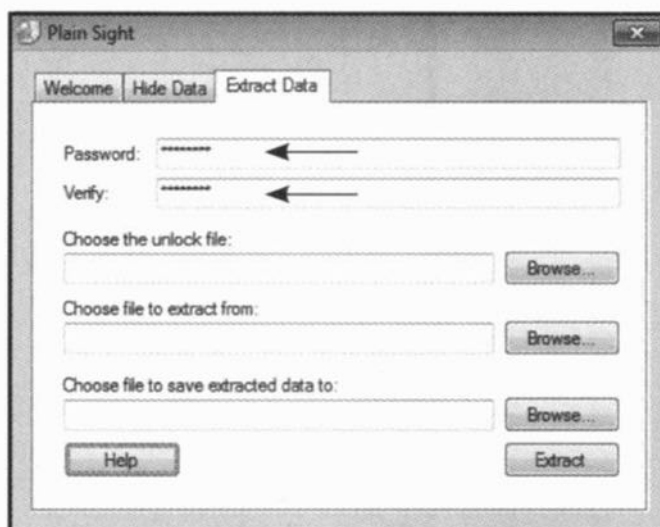 Plain Sight
Welcome Hide Data Extract Data
Password: ********
Verify: ********
Choose the unlock file:
Browse...
Choose file to extract from:
Browse...
Choose file to save extracted data to:
Browse...
Help Extract